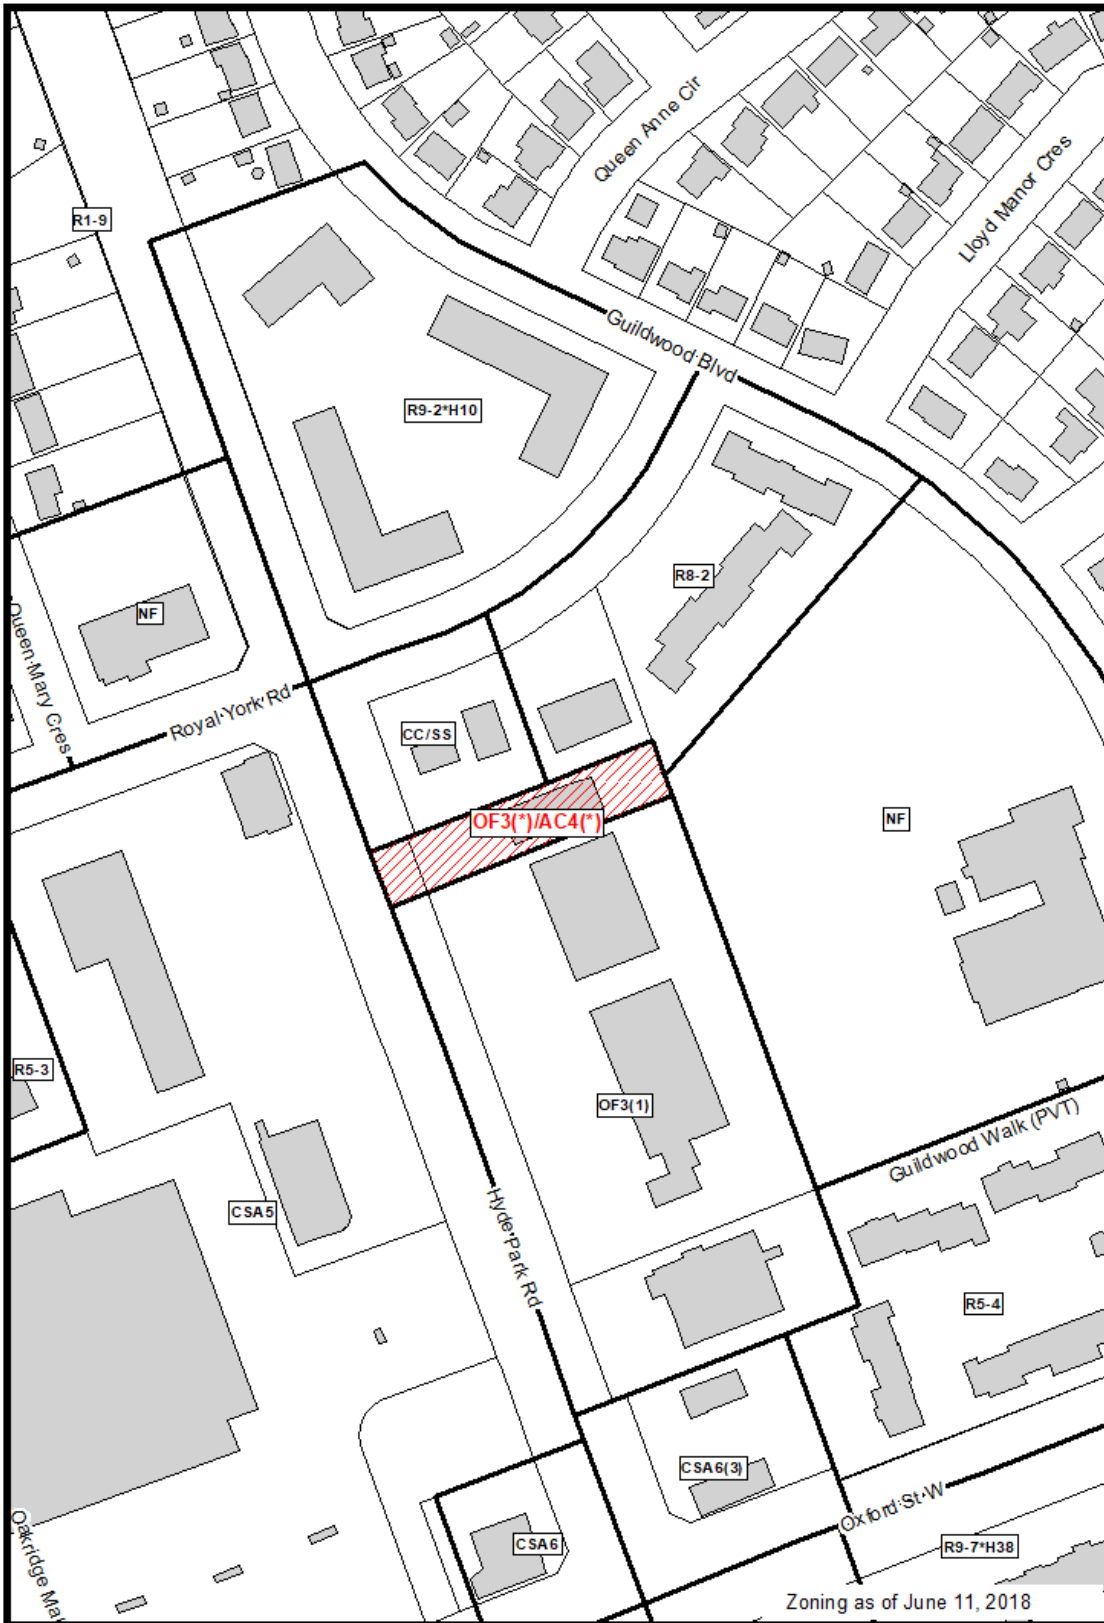 Queen Anne Cir
Lloyd Manor Cres
R1-9
Guildwood Blvd
R9-2*H10
R8-2
NF
Queen Mary Cres
Royal York Rd
CC/SS
OF3(*)/AC4(*)
NF
R5-3
OF3(1)
Guildwood Walk (PVT)
CSA5
Hyde Park Rd
R5-4
CSA6(3)
Oxford St W
Oakridge Mal
CSA6
R9-7*H38
Zoning as of June 11, 2018